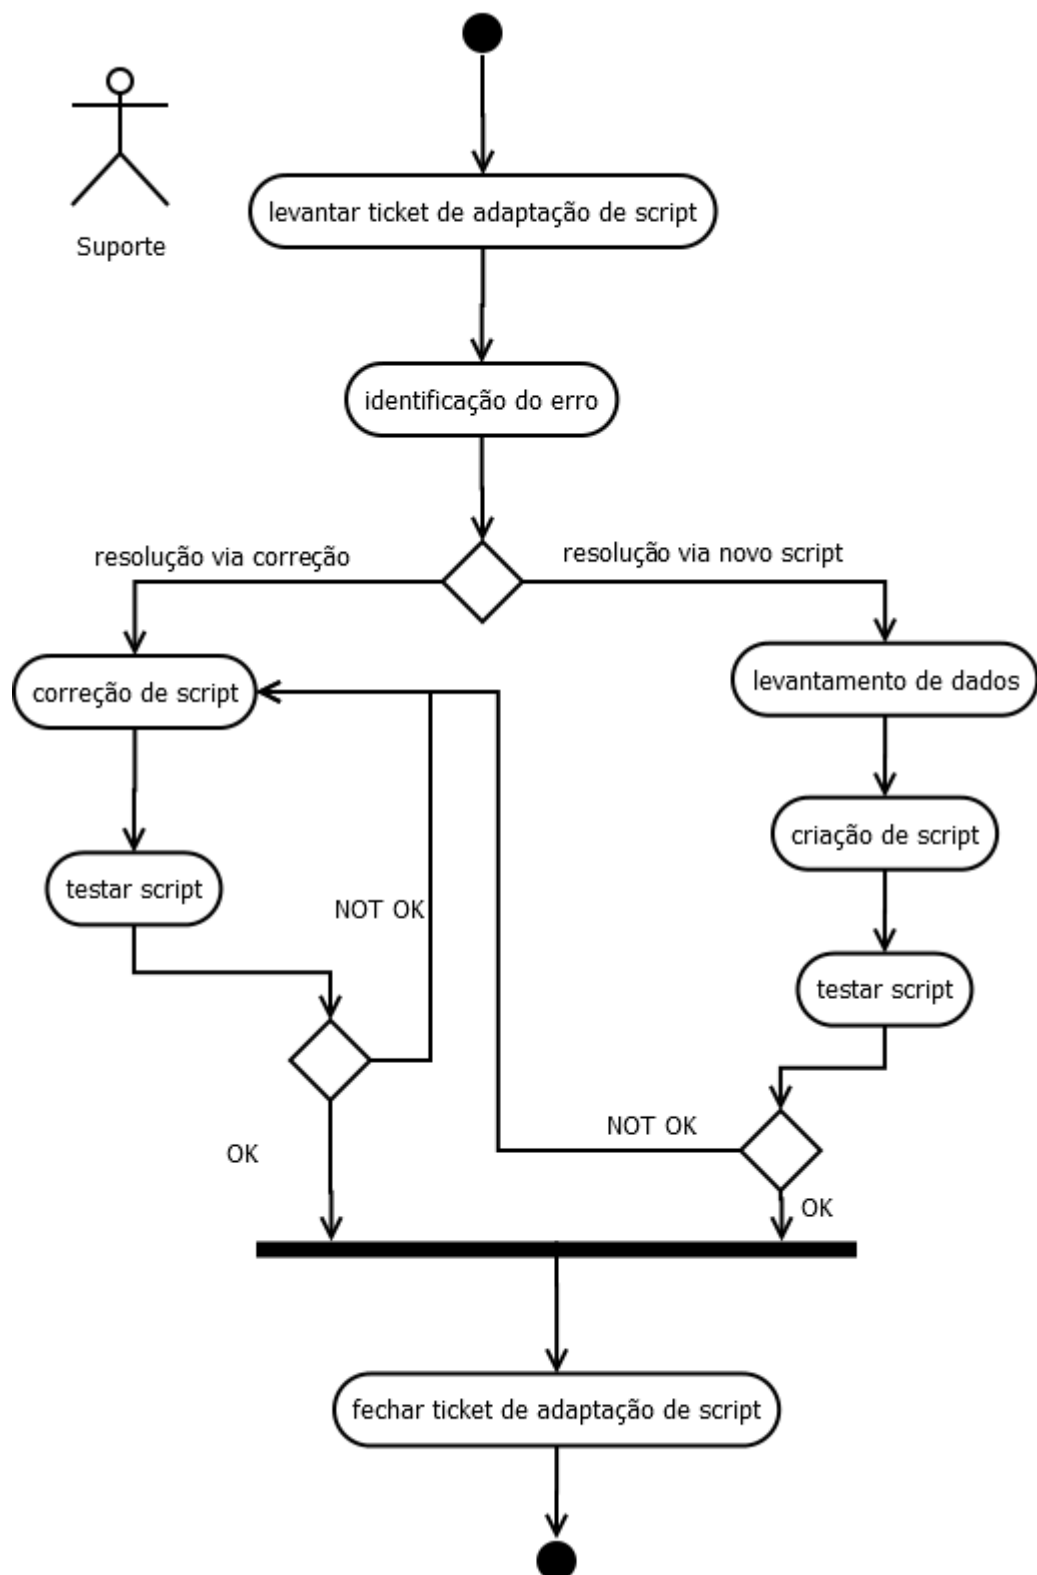 levantar ticket de adaptação de script
Suporte
identificação do erro
resolução via correção
resolução via novo script
correção de script
levantamento de dados
criação de script
testar script
NOT OK
testar script
NOT OK
OK
OK
fechar ticket de adaptação de script